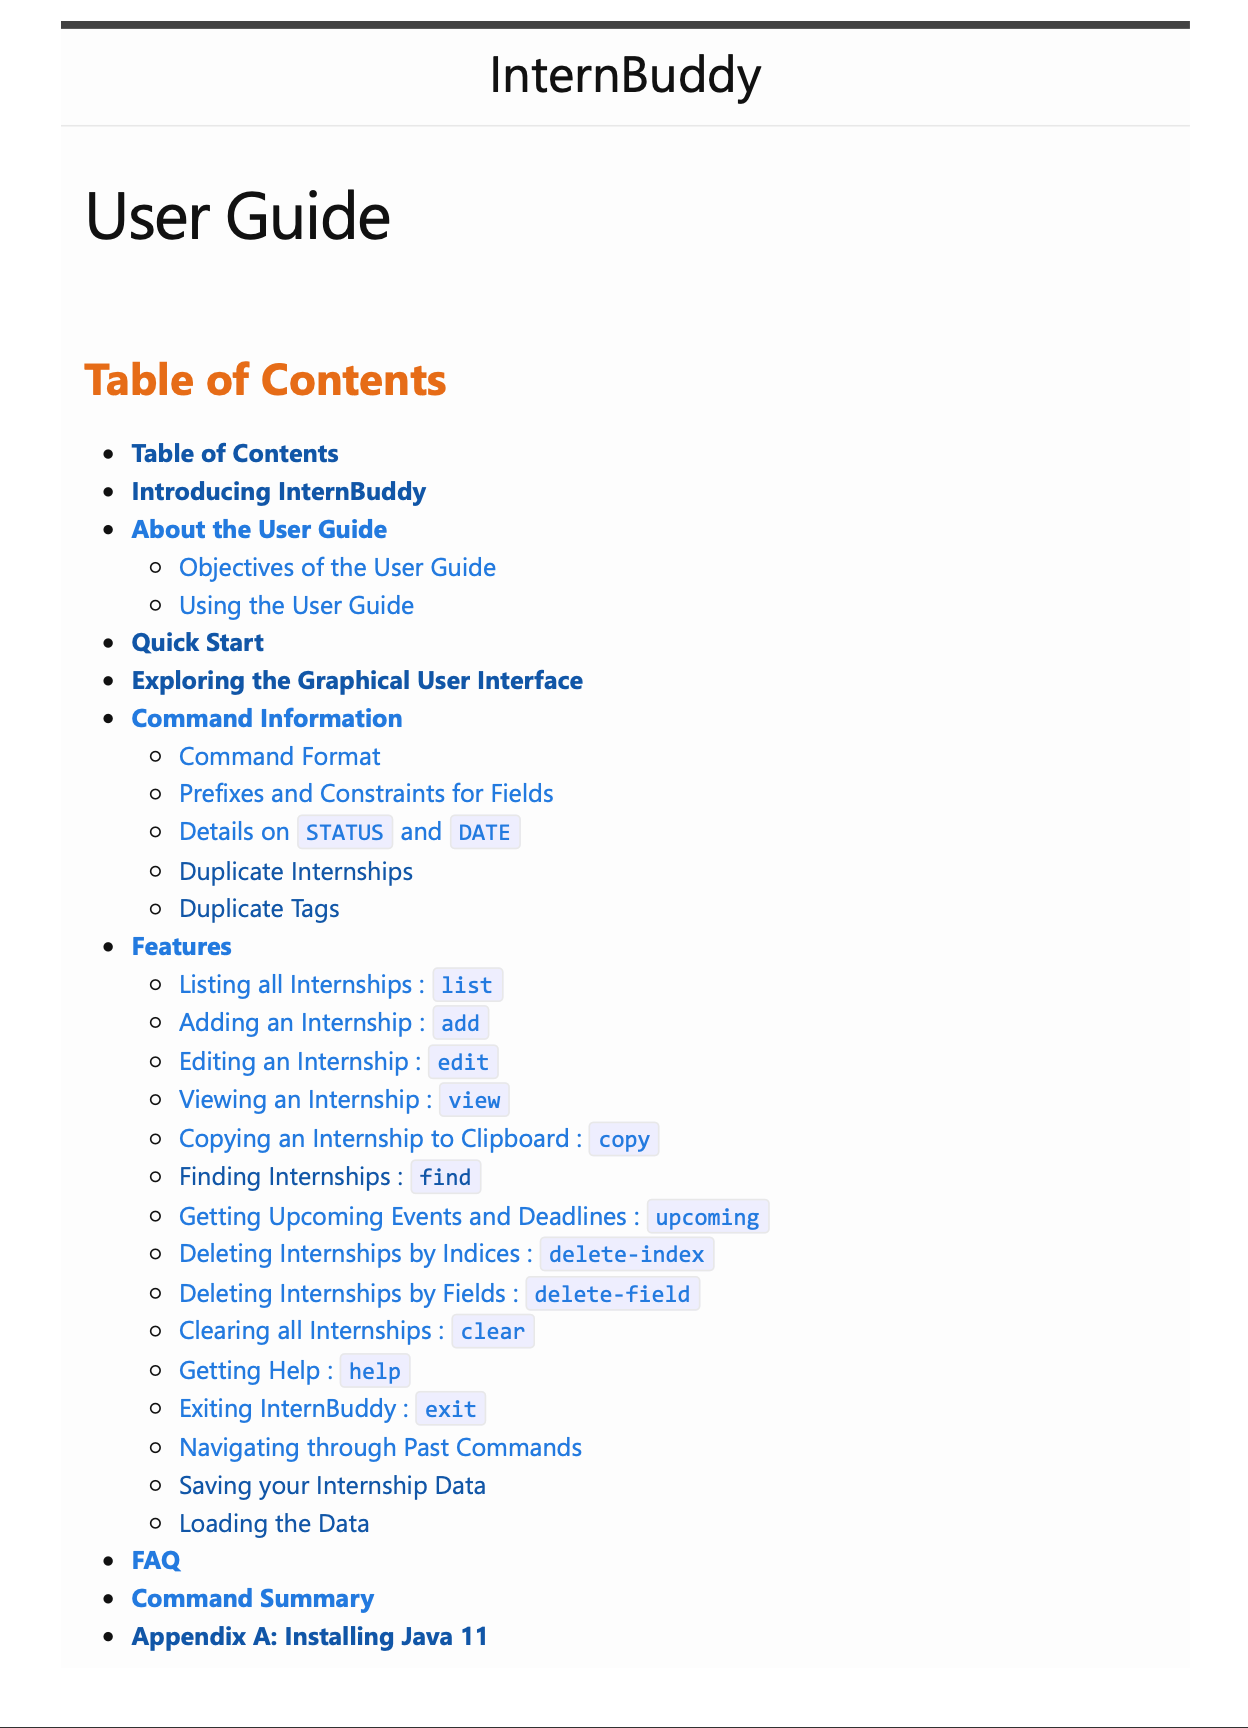 InternBuddy
User Guide
Table of Contents
Table of Contents
Introducing InternBuddy
About the User Guide
Objectives of the User Guide
Using the User Guide
Quick Start
Exploring the Graphical User Interface
Command Information
Command Format
Prefixes and Constraints for Fields
Details on STATUS and DATE
Duplicate Internships
Duplicate Tags
Features
Listing all Internships : list
Adding an Internship : add
Editing an Internship : edit
Viewing an Internship : view
Copying an Internship to Clipboard : copy
Finding Internships : find
Getting Upcoming Events and Deadlines : upcoming
Deleting Internships by Indices : delete-index
Deleting Internships by Fields : delete-field
Clearing all Internships : clear
Getting Help : help
Exiting InternBuddy : exit
Navigating through Past Commands
Saving your Internship Data
Loading the Data
FAQ
Command Summary
Appendix A: Installing Java 11